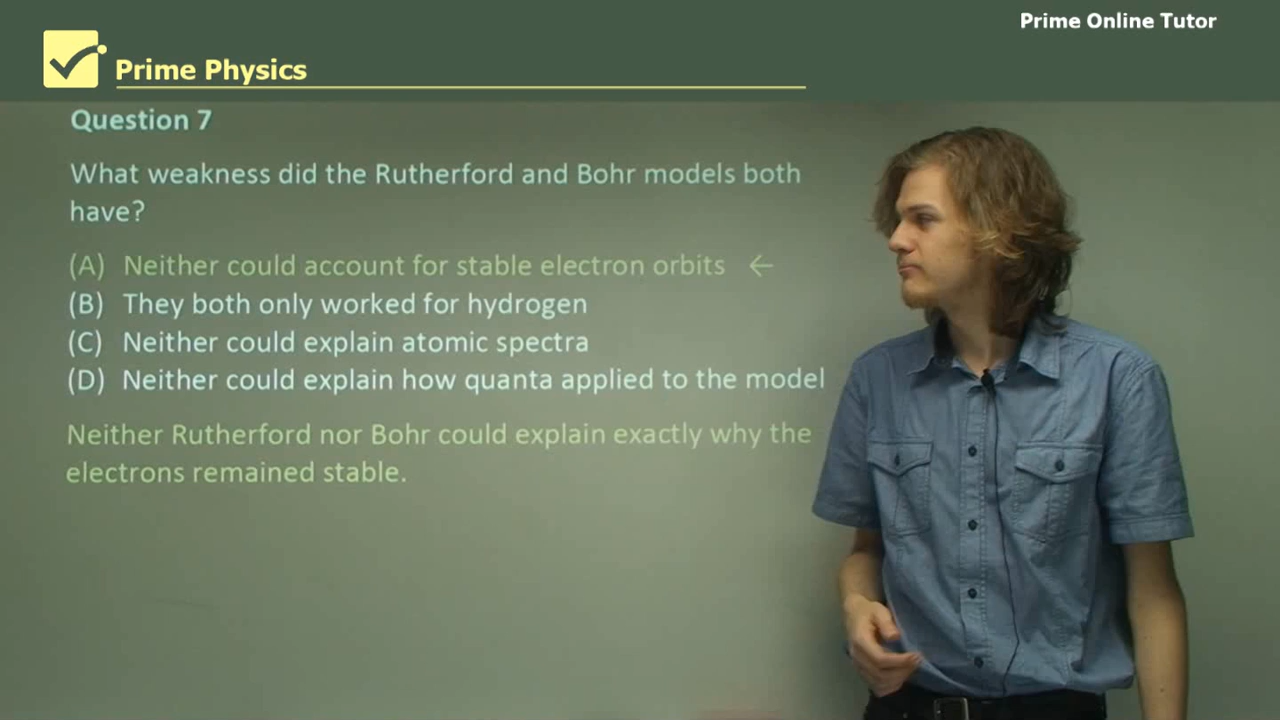 Prime Online Tutor
Prime Physics
Question 7
What weakness did the Rutherford and Bohr models both
have?
(A) Neither could account for stable electron orbits ←
(B) They both only worked for hydrogen
(C) Neither could explain atomic spectra
(D) Neither could explain how quanta applied to the model
Neither Rutherford nor Bohr could explain exactly why the
electrons remained stable.